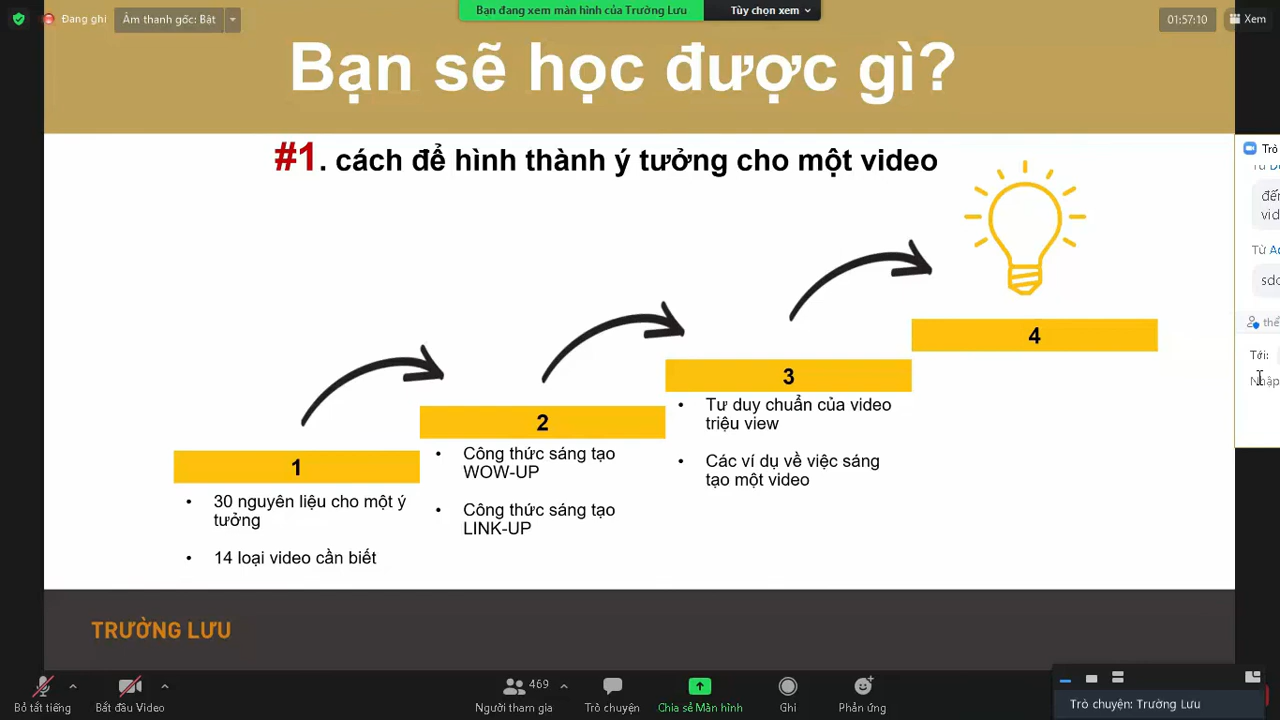 Đang ghi
Âm thanh gốc: Bật
Bạn đang xem màn hình của Trường Lưu
Tùy chọn xem
01:57:10
Xem
Bạn sẽ học được gì?
#1. cách để hình thành ý tưởng cho một video
1
• 30 nguyên liệu cho một ý
tưởng
• 14 loại video cần biết
2
• Công thức sáng tạo
WOW-UP
• Công thức sáng tạo
LINK-UP
3
• Tư duy chuẩn của video
triệu view
• Các ví dụ về việc sáng
tạo một video
4
TRƯỜNG LƯU
Trò
đến
vid
Từ
Tới:
Bỏ tắt tiếng
Bắt đầu Video
469
Người tham gia
Trò chuyện
Chia sẻ Màn hình
Ghi
Phản ứng
Trò chuyện: Trường Lưu